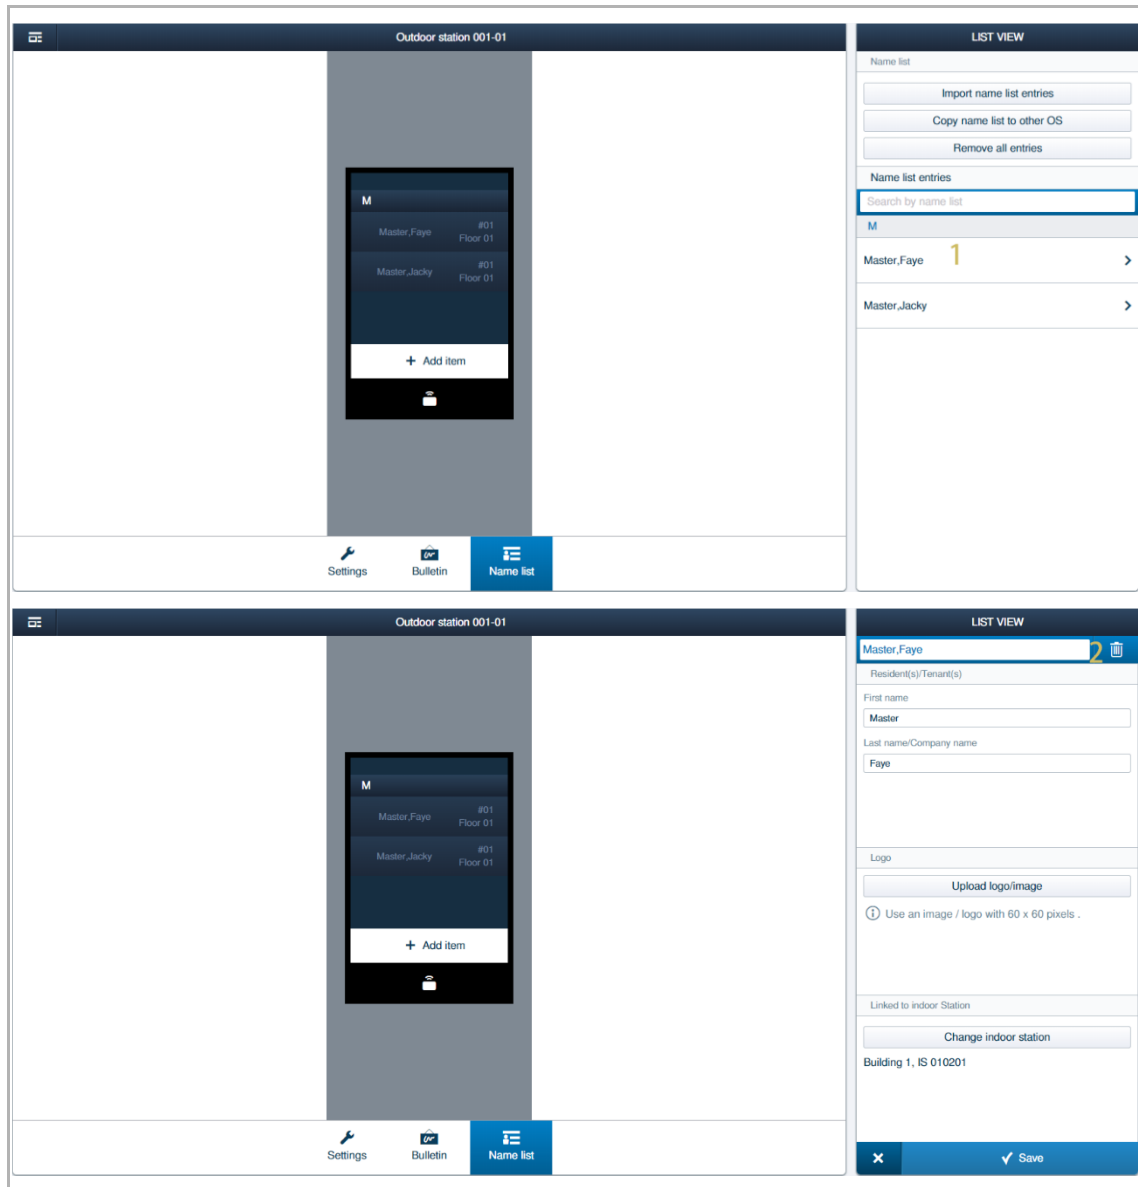 Outdoor station 001-01
LIST VIEW
Name list
Import name list entries
Copy name list to other OS
Remove all entries
Name list entries
Search by name list
M
Master,Faye 1
Master,Jacky
M
Master,Faye #01
Floor 01
Master,Jacky #01
Floor 01
+ Add item
Settings Bulletin Name list
Outdoor station 001-01
LIST VIEW
Master,Faye 2
Resident(s)/Tenant(s)
First name
Master
Last name/Company name
Faye
Logo
Upload logo/image
Use an image / logo with 60 x 60 pixels .
Linked to indoor Station
Change indoor station
Building 1, IS 010201
Save
M
Master,Faye #01
Floor 01
Master,Jacky #01
Floor 01
+ Add item
Settings Bulletin Name list